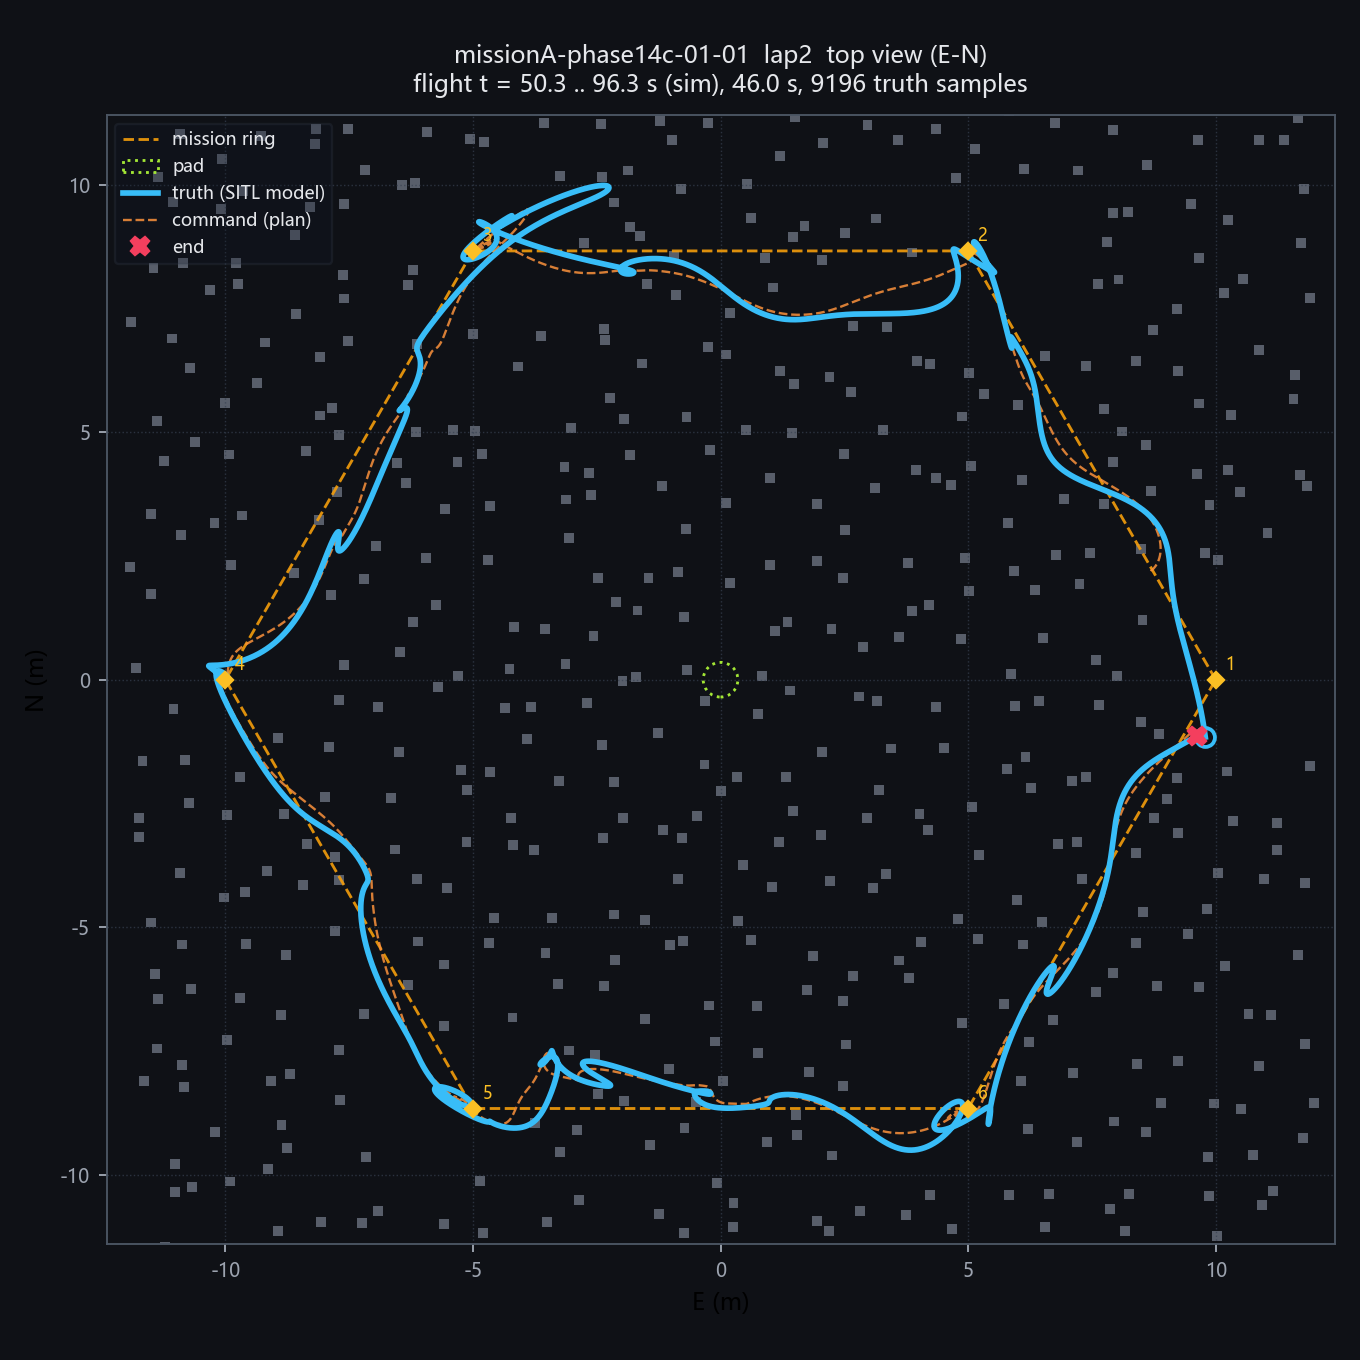 missionA-phase14c-01-01 lap2 top view (E-N)
flight t = 50.3 .. 96.3 s (sim), 46.0 s, 9196 truth samples
mission ring
pad
truth (SITL model)
command (plan)
end
10
5
0
-5
-10
N (m)
3
2
4
1
5
6
-10
-5
0
5
10
E (m)